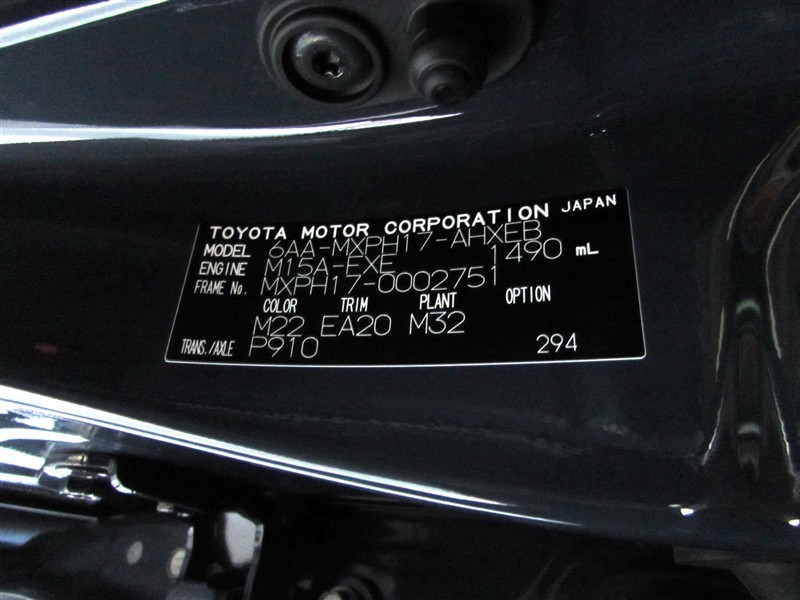 TOYOTA MOTOR CORPORATION JAPAN
MODEL 6AA-MXPH17-AHXEB
ENGINE M15A-FXE 1490 mL
FRAME No. MXPH17-0002751
COLOR TRIM PLANT OPTION
M22 EA20 M32
TRANS./AXLE P910 294